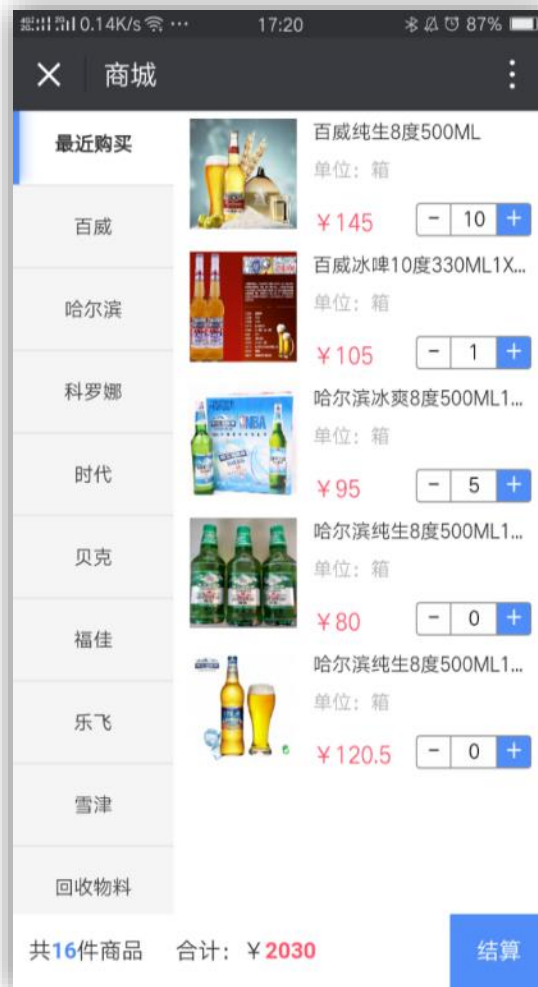 0.14K/s 17:20 87%
商城
最近购买
百威
哈尔滨
科罗娜
时代
贝克
福佳
乐飞
雪津
回收物料
百威纯生8度500ML
单位：箱
￥145 - 10 +
百威冰啤10度330ML1X...
单位：箱
￥105 - 1 +
哈尔滨冰爽8度500ML1...
单位：箱
￥95 - 5 +
哈尔滨纯生8度500ML1...
单位：箱
￥80 - 0 +
哈尔滨纯生8度500ML1...
单位：箱
￥120.5 - 0 +
NBA
共16件商品 合计：￥2030 结算